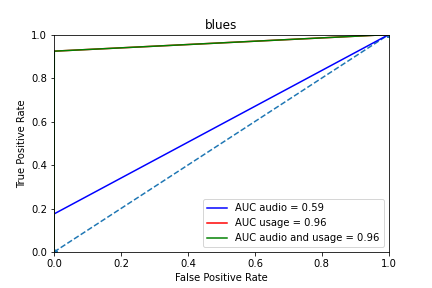 blues
1.0
0.8
0.6
0.4
0.2
0.0
True Positive Rate
AUC audio = 0.59
AUC usage = 0.96
AUC audio and usage = 0.96
0.0 0.2 0.4 0.6 0.8 1.0
False Positive Rate